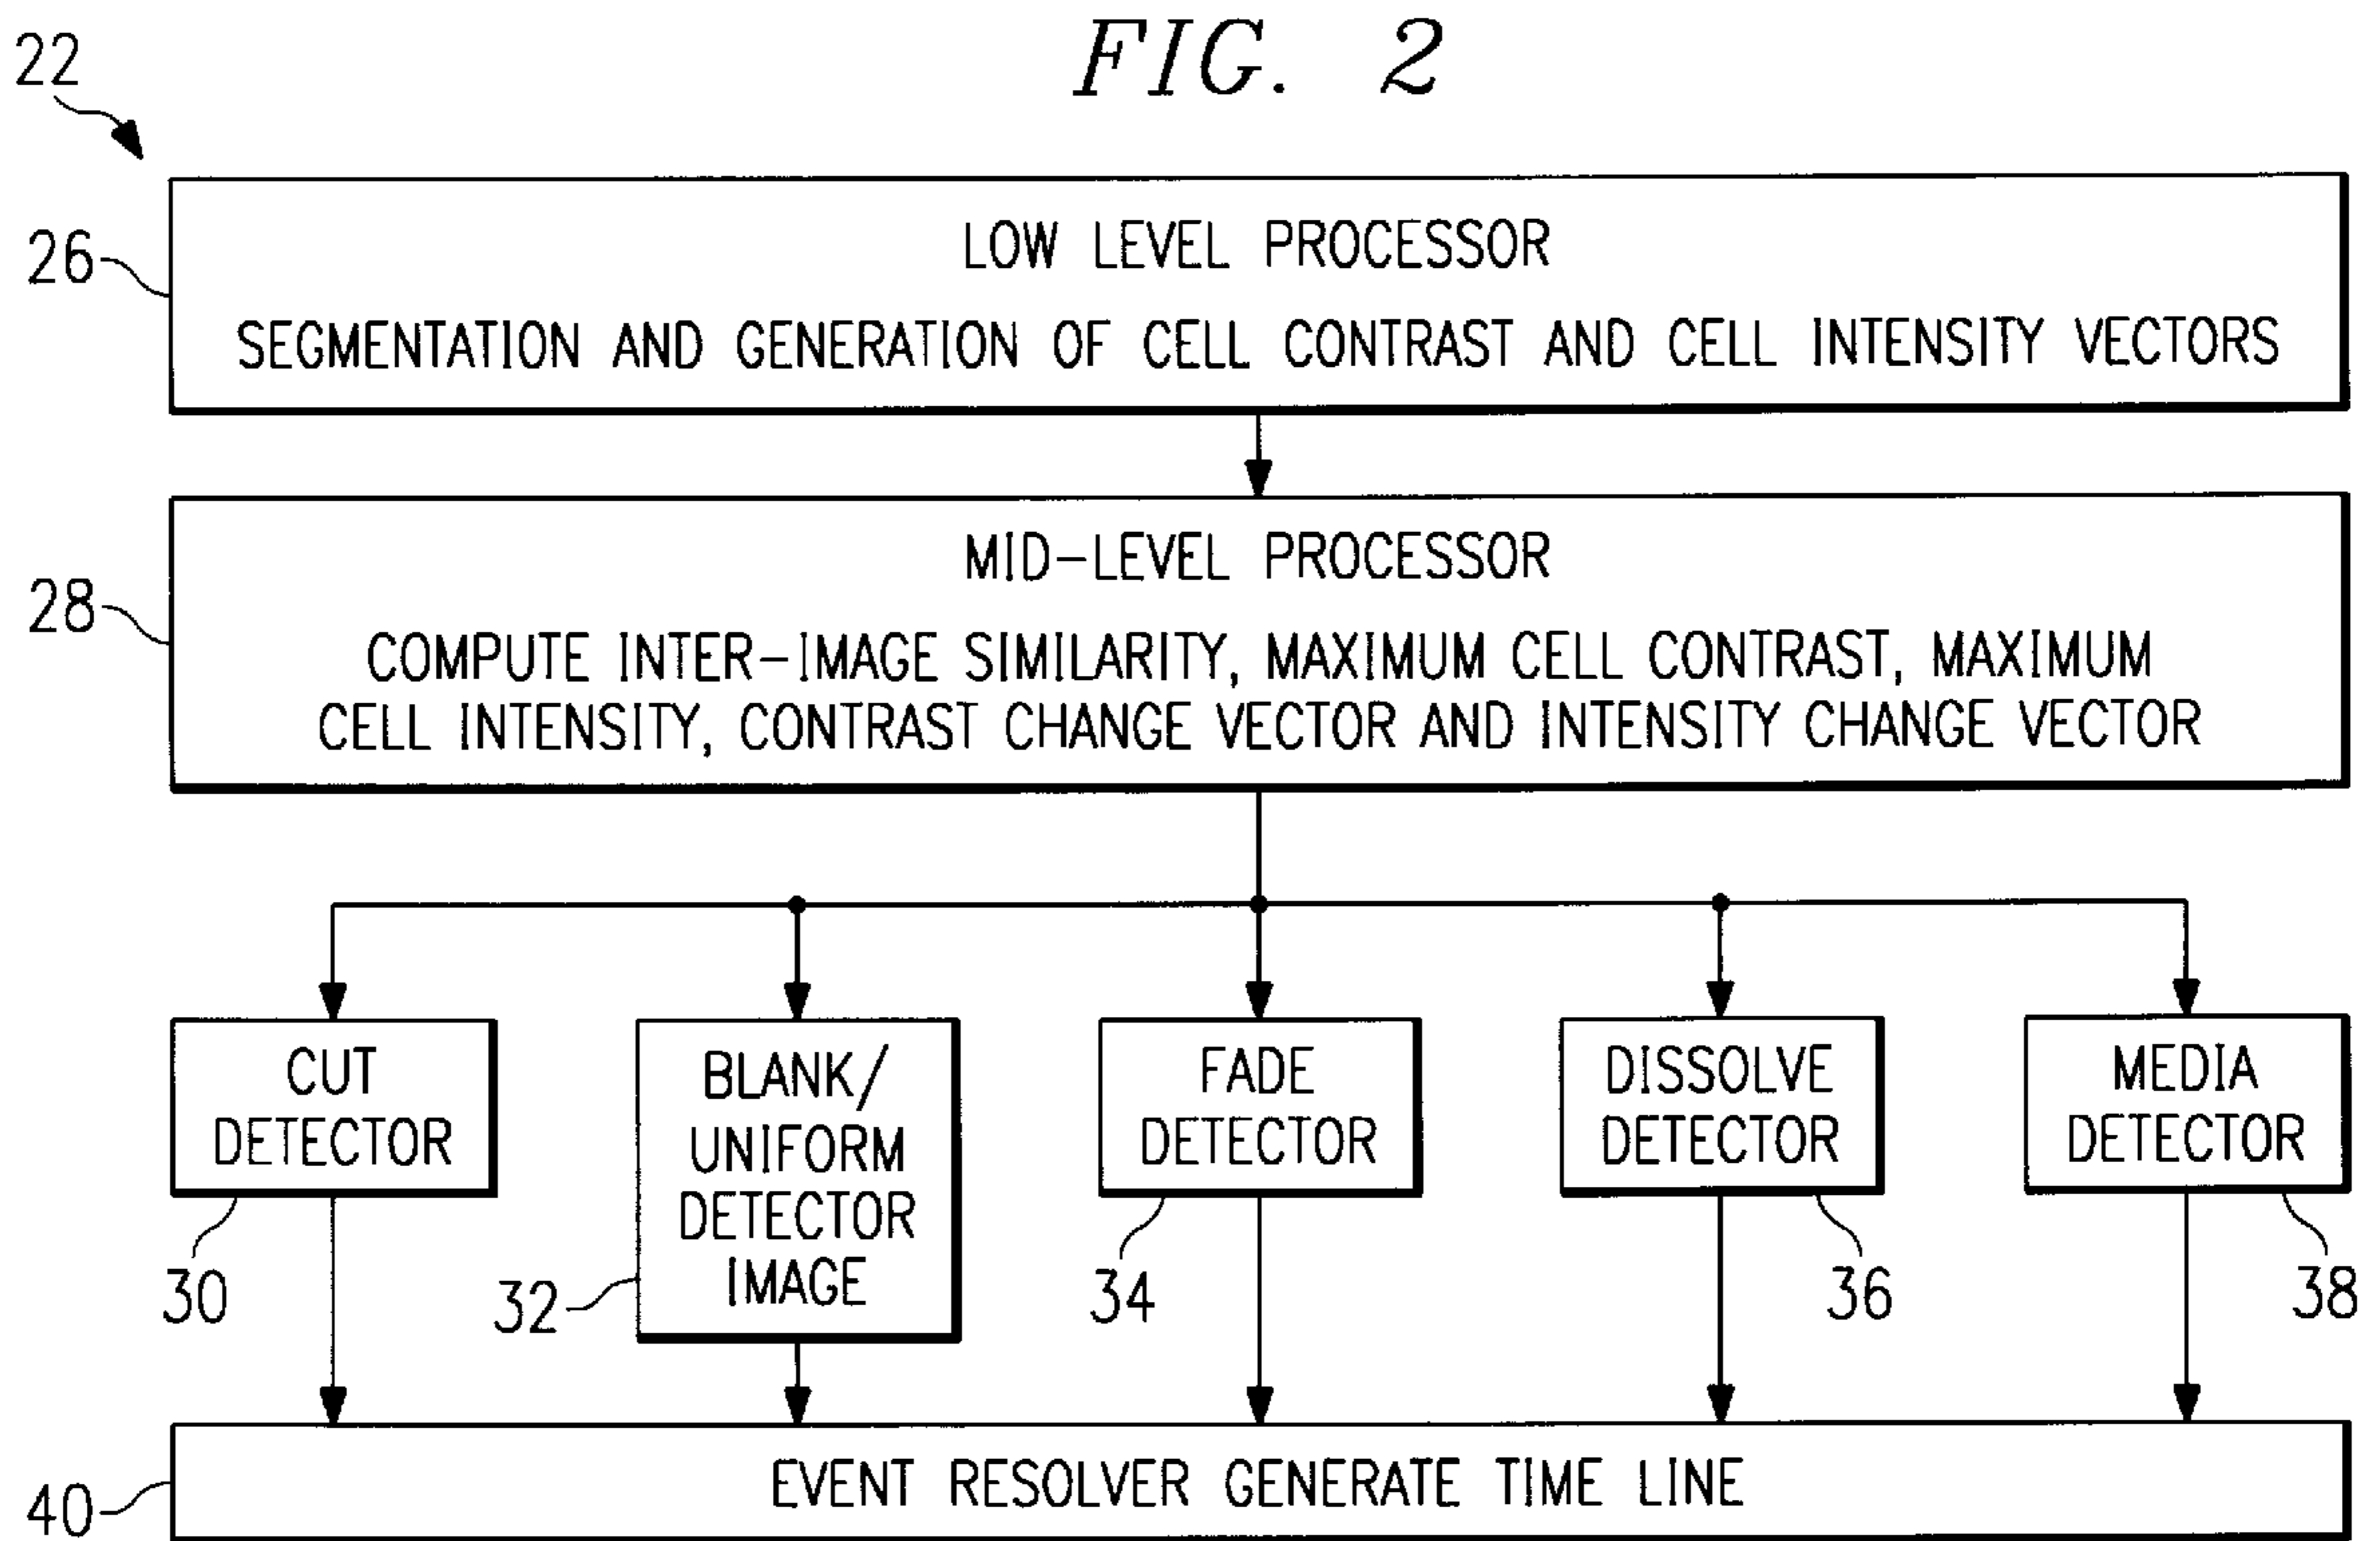 FIG. 2
22
26
LOW LEVEL PROCESSOR
SEGMENTATION AND GENERATION OF CELL CONTRAST AND CELL INTENSITY VECTORS
28
MID-LEVEL PROCESSOR
COMPUTE INTER-IMAGE SIMILARITY, MAXIMUM CELL CONTRAST, MAXIMUM
CELL INTENSITY, CONTRAST CHANGE VECTOR AND INTENSITY CHANGE VECTOR
CUT
DETECTOR
30
BLANK/
UNIFORM
DETECTOR
IMAGE
32
FADE
DETECTOR
34
DISSOLVE
DETECTOR
36
MEDIA
DETECTOR
38
40
EVENT RESOLVER GENERATE TIME LINE